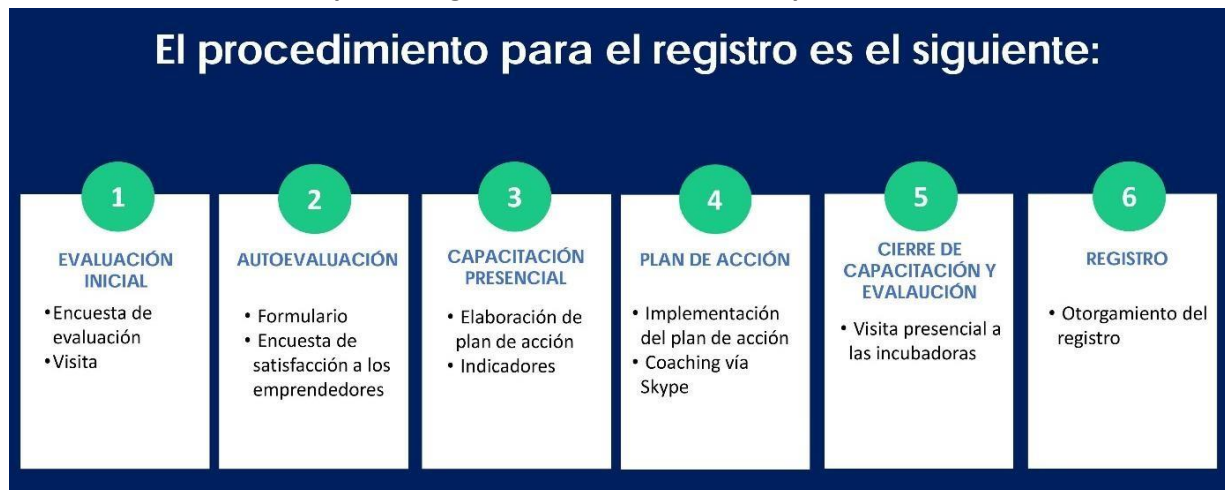 El procedimiento para el registro es el siguiente:
1
EVALUACIÓN
INICIAL
•Encuesta de
evaluación
•Visita
2
AUTOEVALUACIÓN
• Formulario
• Encuesta de
satisfacción a los
emprendedores
3
CAPACITACIÓN
PRESENCIAL
• Elaboración de
plan de acción
• Indicadores
4
PLAN DE ACCIÓN
• Implementación
del plan de acción
• Coaching vía
Skype
5
CIERRE DE
CAPACITACIÓN Y
EVALAUCIÓN
• Visita presencial a
las incubadoras
6
REGISTRO
• Otorgamiento del
registro